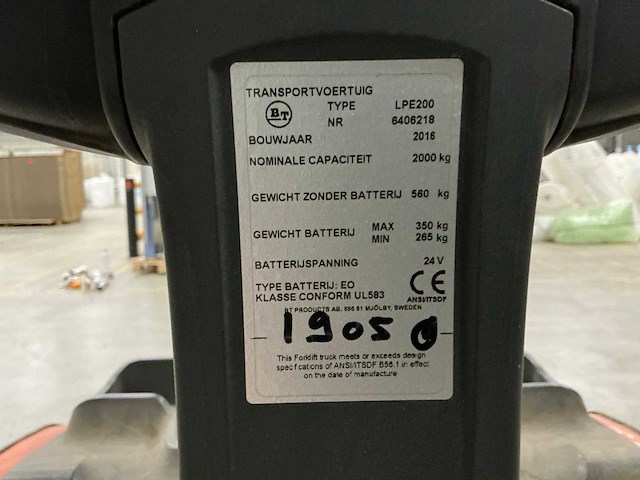 TRANSPORTVOERTUIG
BT
TYPE LPE200
NR 6406218
BOUWJAAR 2016
NOMINALE CAPACITEIT 2000 kg
GEWICHT ZONDER BATTERIJ 560 kg
GEWICHT BATTERIJ MAX 350 kg
MIN 265 kg
BATTERIJSPANNING 24 V
TYPE BATTERIJ: EO CE
KLASSE CONFORM UL583 ANSI/ITSDF
BT PRODUCTS AB, 595 81 MJÖLBY, SWEDEN
19050
This Forklift truck meets or exceeds design
specifications of ANSI/ITSDF B56.1 in effect
on the date of manufacture